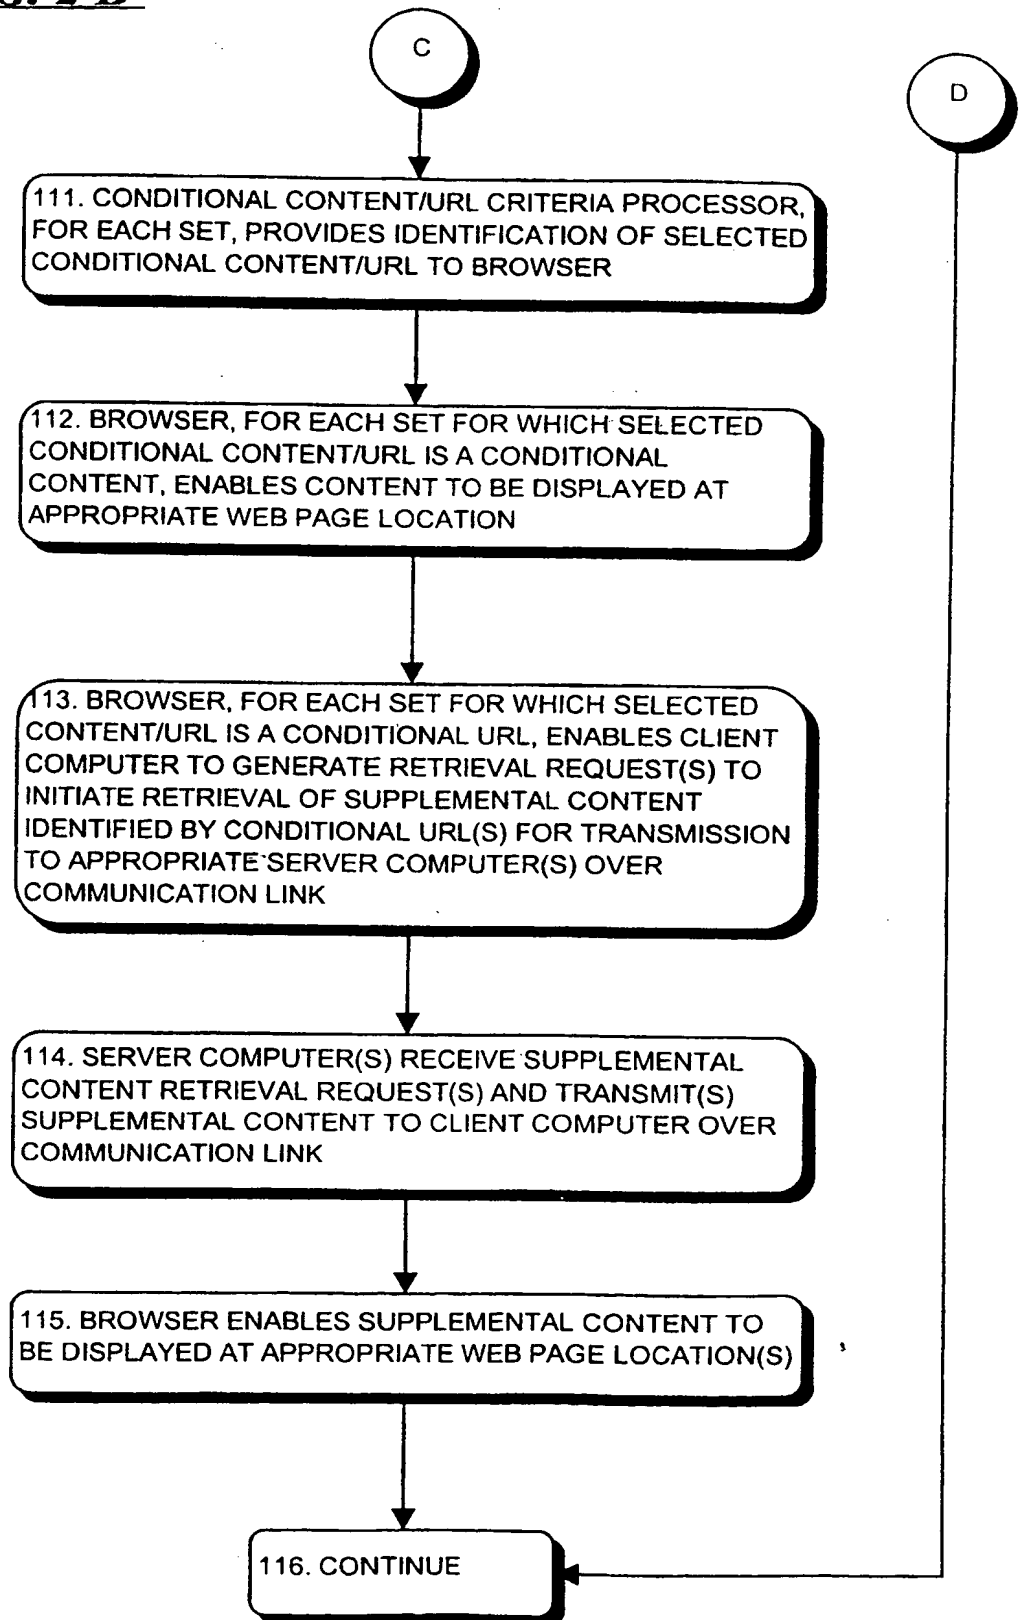 2 D
C
D
111. CONDITIONAL CONTENT/URL CRITERIA PROCESSOR,
FOR EACH SET, PROVIDES IDENTIFICATION OF SELECTED
CONDITIONAL CONTENT/URL TO BROWSER
112. BROWSER, FOR EACH SET FOR WHICH SELECTED
CONDITIONAL CONTENT/URL IS A CONDITIONAL
CONTENT, ENABLES CONTENT TO BE DISPLAYED AT
APPROPRIATE WEB PAGE LOCATION
113. BROWSER, FOR EACH SET FOR WHICH SELECTED
CONTENT/URL IS A CONDITIONAL URL, ENABLES CLIENT
COMPUTER TO GENERATE RETRIEVAL REQUEST(S) TO
INITIATE RETRIEVAL OF SUPPLEMENTAL CONTENT
IDENTIFIED BY CONDITIONAL URL(S) FOR TRANSMISSION
TO APPROPRIATE SERVER COMPUTER(S) OVER
COMMUNICATION LINK
114. SERVER COMPUTER(S) RECEIVE SUPPLEMENTAL
CONTENT RETRIEVAL REQUEST(S) AND TRANSMIT(S)
SUPPLEMENTAL CONTENT TO CLIENT COMPUTER OVER
COMMUNICATION LINK
115. BROWSER ENABLES SUPPLEMENTAL CONTENT TO
BE DISPLAYED AT APPROPRIATE WEB PAGE LOCATION(S)
116. CONTINUE